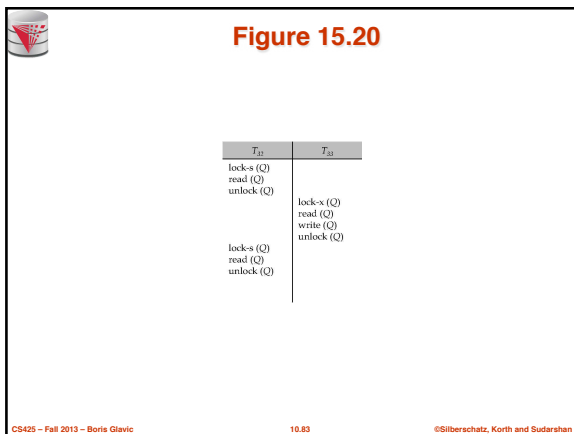 Figure 15.20
T32 T33
lock-s (Q)
read (Q)
unlock (Q)
lock-x (Q)
read (Q)
write (Q)
unlock (Q)
lock-s (Q)
read (Q)
unlock (Q)
CS425 – Fall 2013 – Boris Glavic 10.83 ©Silberschatz, Korth and Sudarshan